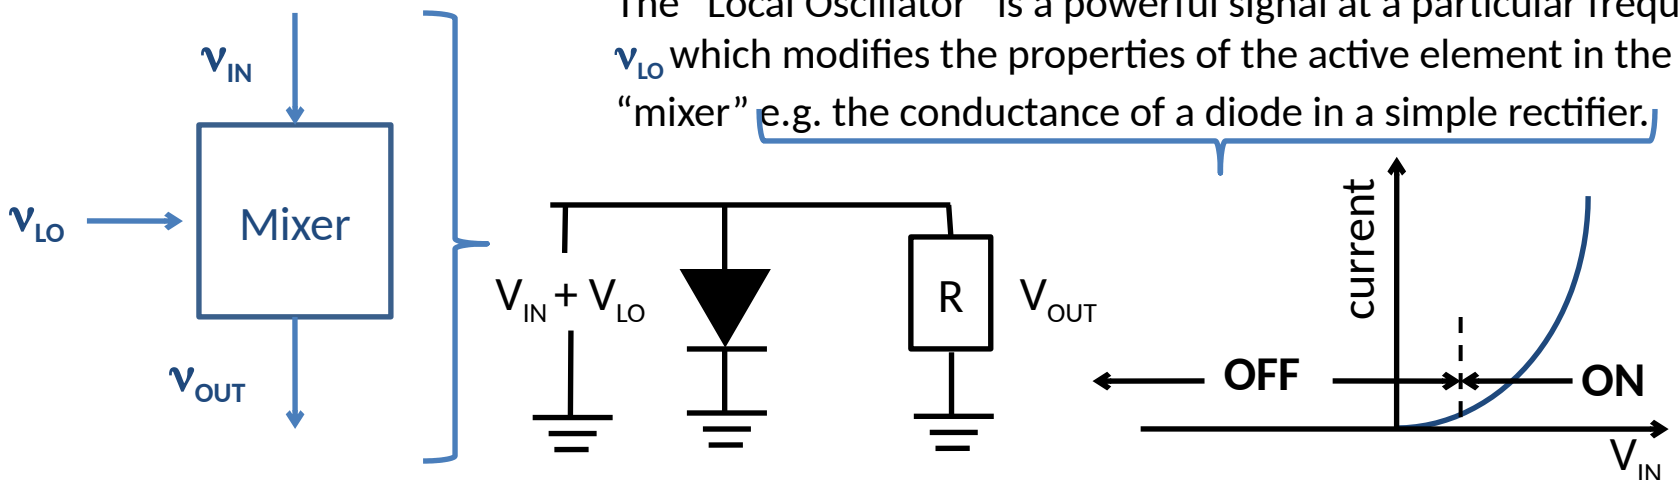 The "Local Oscillator" is a powerful signal at a particular
νLO which modifies the properties of the active element in the
"mixer" e.g. the conductance of a diode in a simple rectifier.
νIN
νLO
Mixer
νOUT
VIN + VLO
R
VOUT
current
OFF
ON
VIN